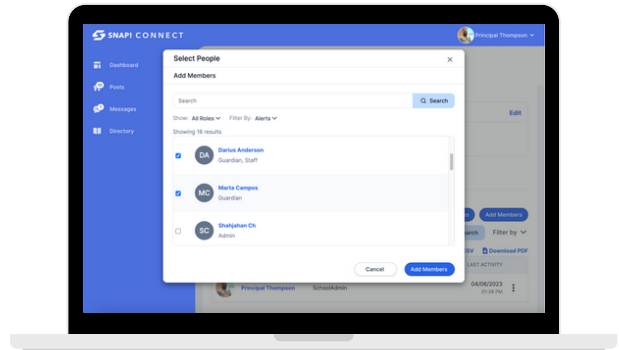 SNAP! CONNECT
Principal Thompson
Dashboard
Posts
Messages
Directory
Select People
Add Members
Search
Search
Show: All Roles Filter By: Alerts
Showing 16 results
DA
Darius Anderson
Guardian, Staff
MC
Marta Campos
Guardian
SC
Shahjahan Ch
Admin
Cancel
Add Members
Edit
Add Members
Filter by
Download PDF
LAST ACTIVITY
Principal Thompson
SchoolAdmin
04/06/2023
01:38 PM